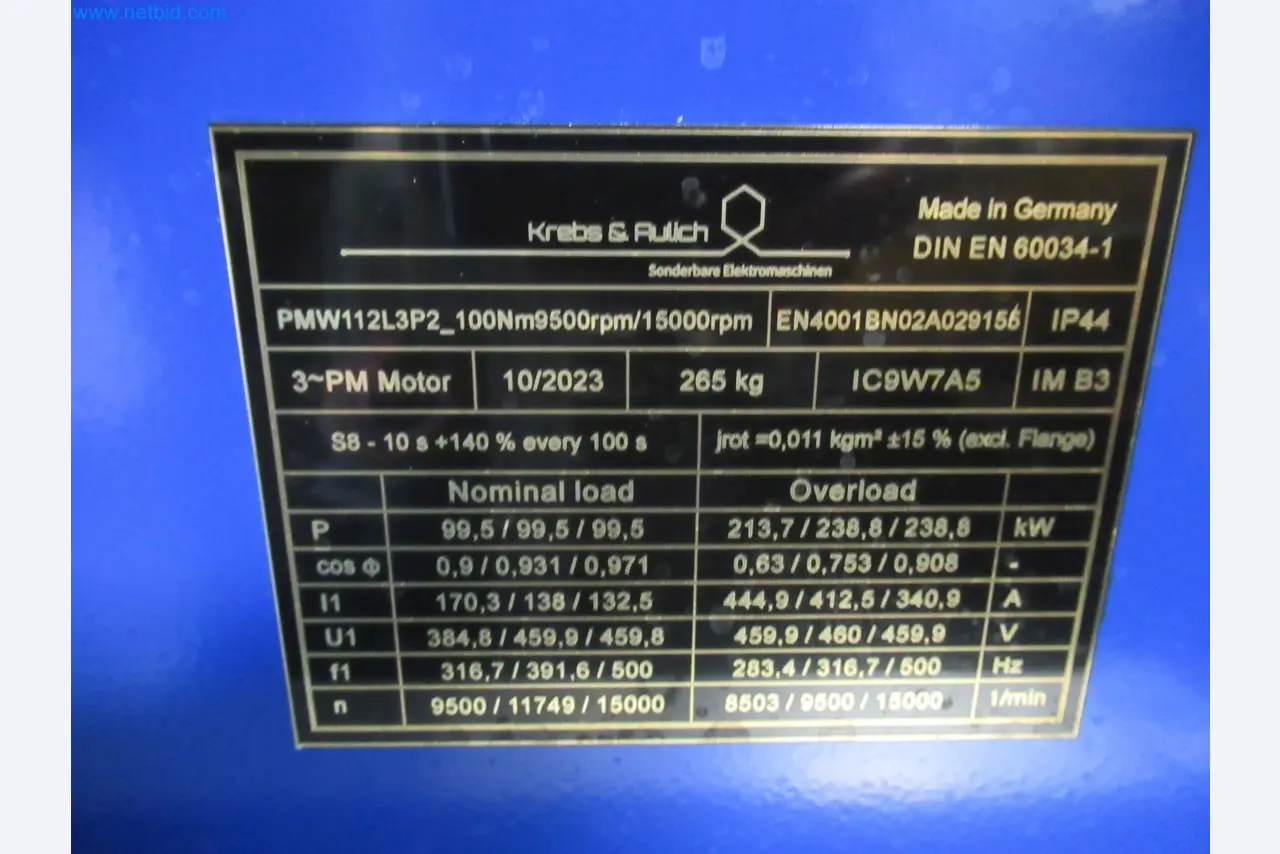 www.netbid.com
Krebs & Aulich
Sonderbare Elektromaschinen
Made in Germany
DIN EN 60034-1
PMW112L3P2_100Nm9500rpm/15000rpm EN4001BN02A029156 IP44
3~PM Motor 10/2023 265 kg IC9W7A5 IM B3
S8 - 10 s +140 % every 100 s jrot =0,011 kgm² ±15 % (excl. Flange)
Nominal load Overload
P 99,5 / 99,5 / 99,5 213,7 / 238,8 / 238,8 kW
cos ϕ 0,9 / 0,931 / 0,971 0,63 / 0,753 / 0,908 -
I1 170,3 / 138 / 132,5 444,9 / 412,5 / 340,9 A
U1 384,8 / 459,9 / 459,8 459,9 / 460 / 459,9 V
f1 316,7 / 391,6 / 500 283,4 / 316,7 / 500 Hz
n 9500 / 11749 / 15000 8503 / 9500 / 15000 1/min